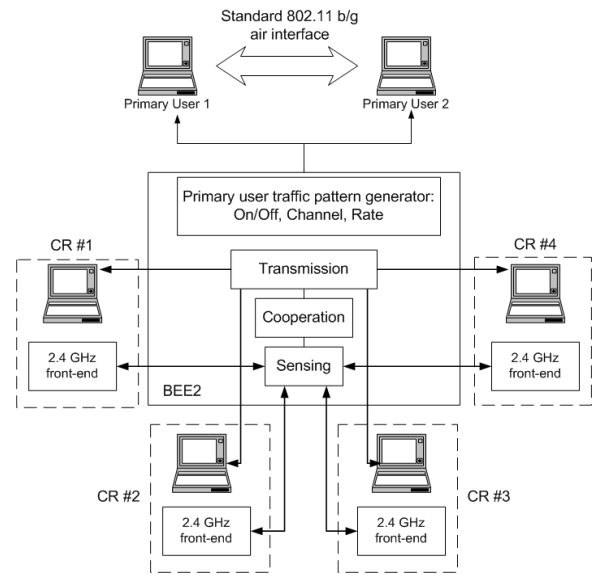 Standard 802.11 b/g
air interface
Primary User 1
Primary User 2
Primary user traffic pattern generator:
On/Off, Channel, Rate
CR #1
CR #4
Transmission
Cooperation
2.4 GHz
front-end
Sensing
2.4 GHz
front-end
BEE2
CR #2
CR #3
2.4 GHz
front-end
2.4 GHz
front-end